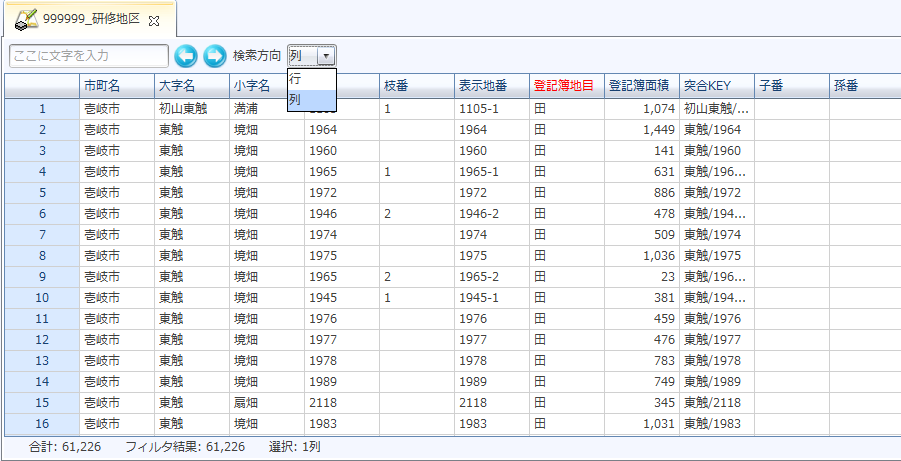 999999_研修地区
ここに文字を入力 検索方向 列
行
列
市町名 大字名 小字名 枝番 表示地番 登記簿地目 登記簿面積 突合KEY 子番 孫番
1 壱岐市 初山東触 満浦 1 1105-1 田 1,074 初山東触/...
2 壱岐市 東触 境畑 1964 1964 田 1,449 東触/1964
3 壱岐市 東触 境畑 1960 1960 田 141 東触/1960
4 壱岐市 東触 境畑 1965 1 1965-1 田 631 東触/196...
5 壱岐市 東触 境畑 1972 1972 田 886 東触/1972
6 壱岐市 東触 境畑 1946 2 1946-2 田 478 東触/194...
7 壱岐市 東触 境畑 1974 1974 田 509 東触/1974
8 壱岐市 東触 境畑 1975 1975 田 1,036 東触/1975
9 壱岐市 東触 境畑 1965 2 1965-2 田 23 東触/196...
10 壱岐市 東触 境畑 1945 1 1945-1 田 381 東触/194...
11 壱岐市 東触 境畑 1976 1976 田 459 東触/1976
12 壱岐市 東触 境畑 1977 1977 田 476 東触/1977
13 壱岐市 東触 境畑 1978 1978 田 783 東触/1978
14 壱岐市 東触 境畑 1989 1989 田 749 東触/1989
15 壱岐市 東触 扇畑 2118 2118 田 345 東触/2118
16 壱岐市 東触 境畑 1983 1983 田 1,031 東触/1983
合計: 61,226 フィルタ結果: 61,226 選択: 1列